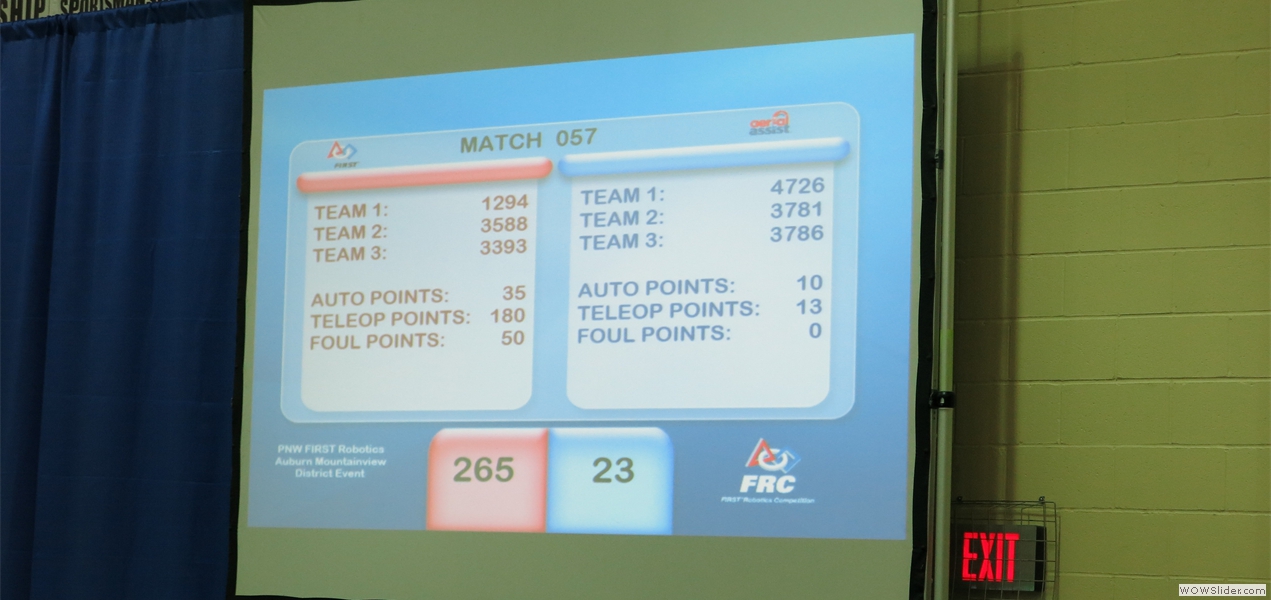 SHIP SPORTSMANS
MATCH 057
FIRST
aerial
assist
TEAM 1: 1294
TEAM 2: 3588
TEAM 3: 3393
AUTO POINTS: 35
TELEOP POINTS: 180
FOUL POINTS: 50
TEAM 1: 4726
TEAM 2: 3781
TEAM 3: 3786
AUTO POINTS: 10
TELEOP POINTS: 13
FOUL POINTS: 0
PNW FIRST Robotics
Auburn Mountainview
District Event
265
23
FRC
FIRST Robotics Competition
EXIT
WOWSlider.com